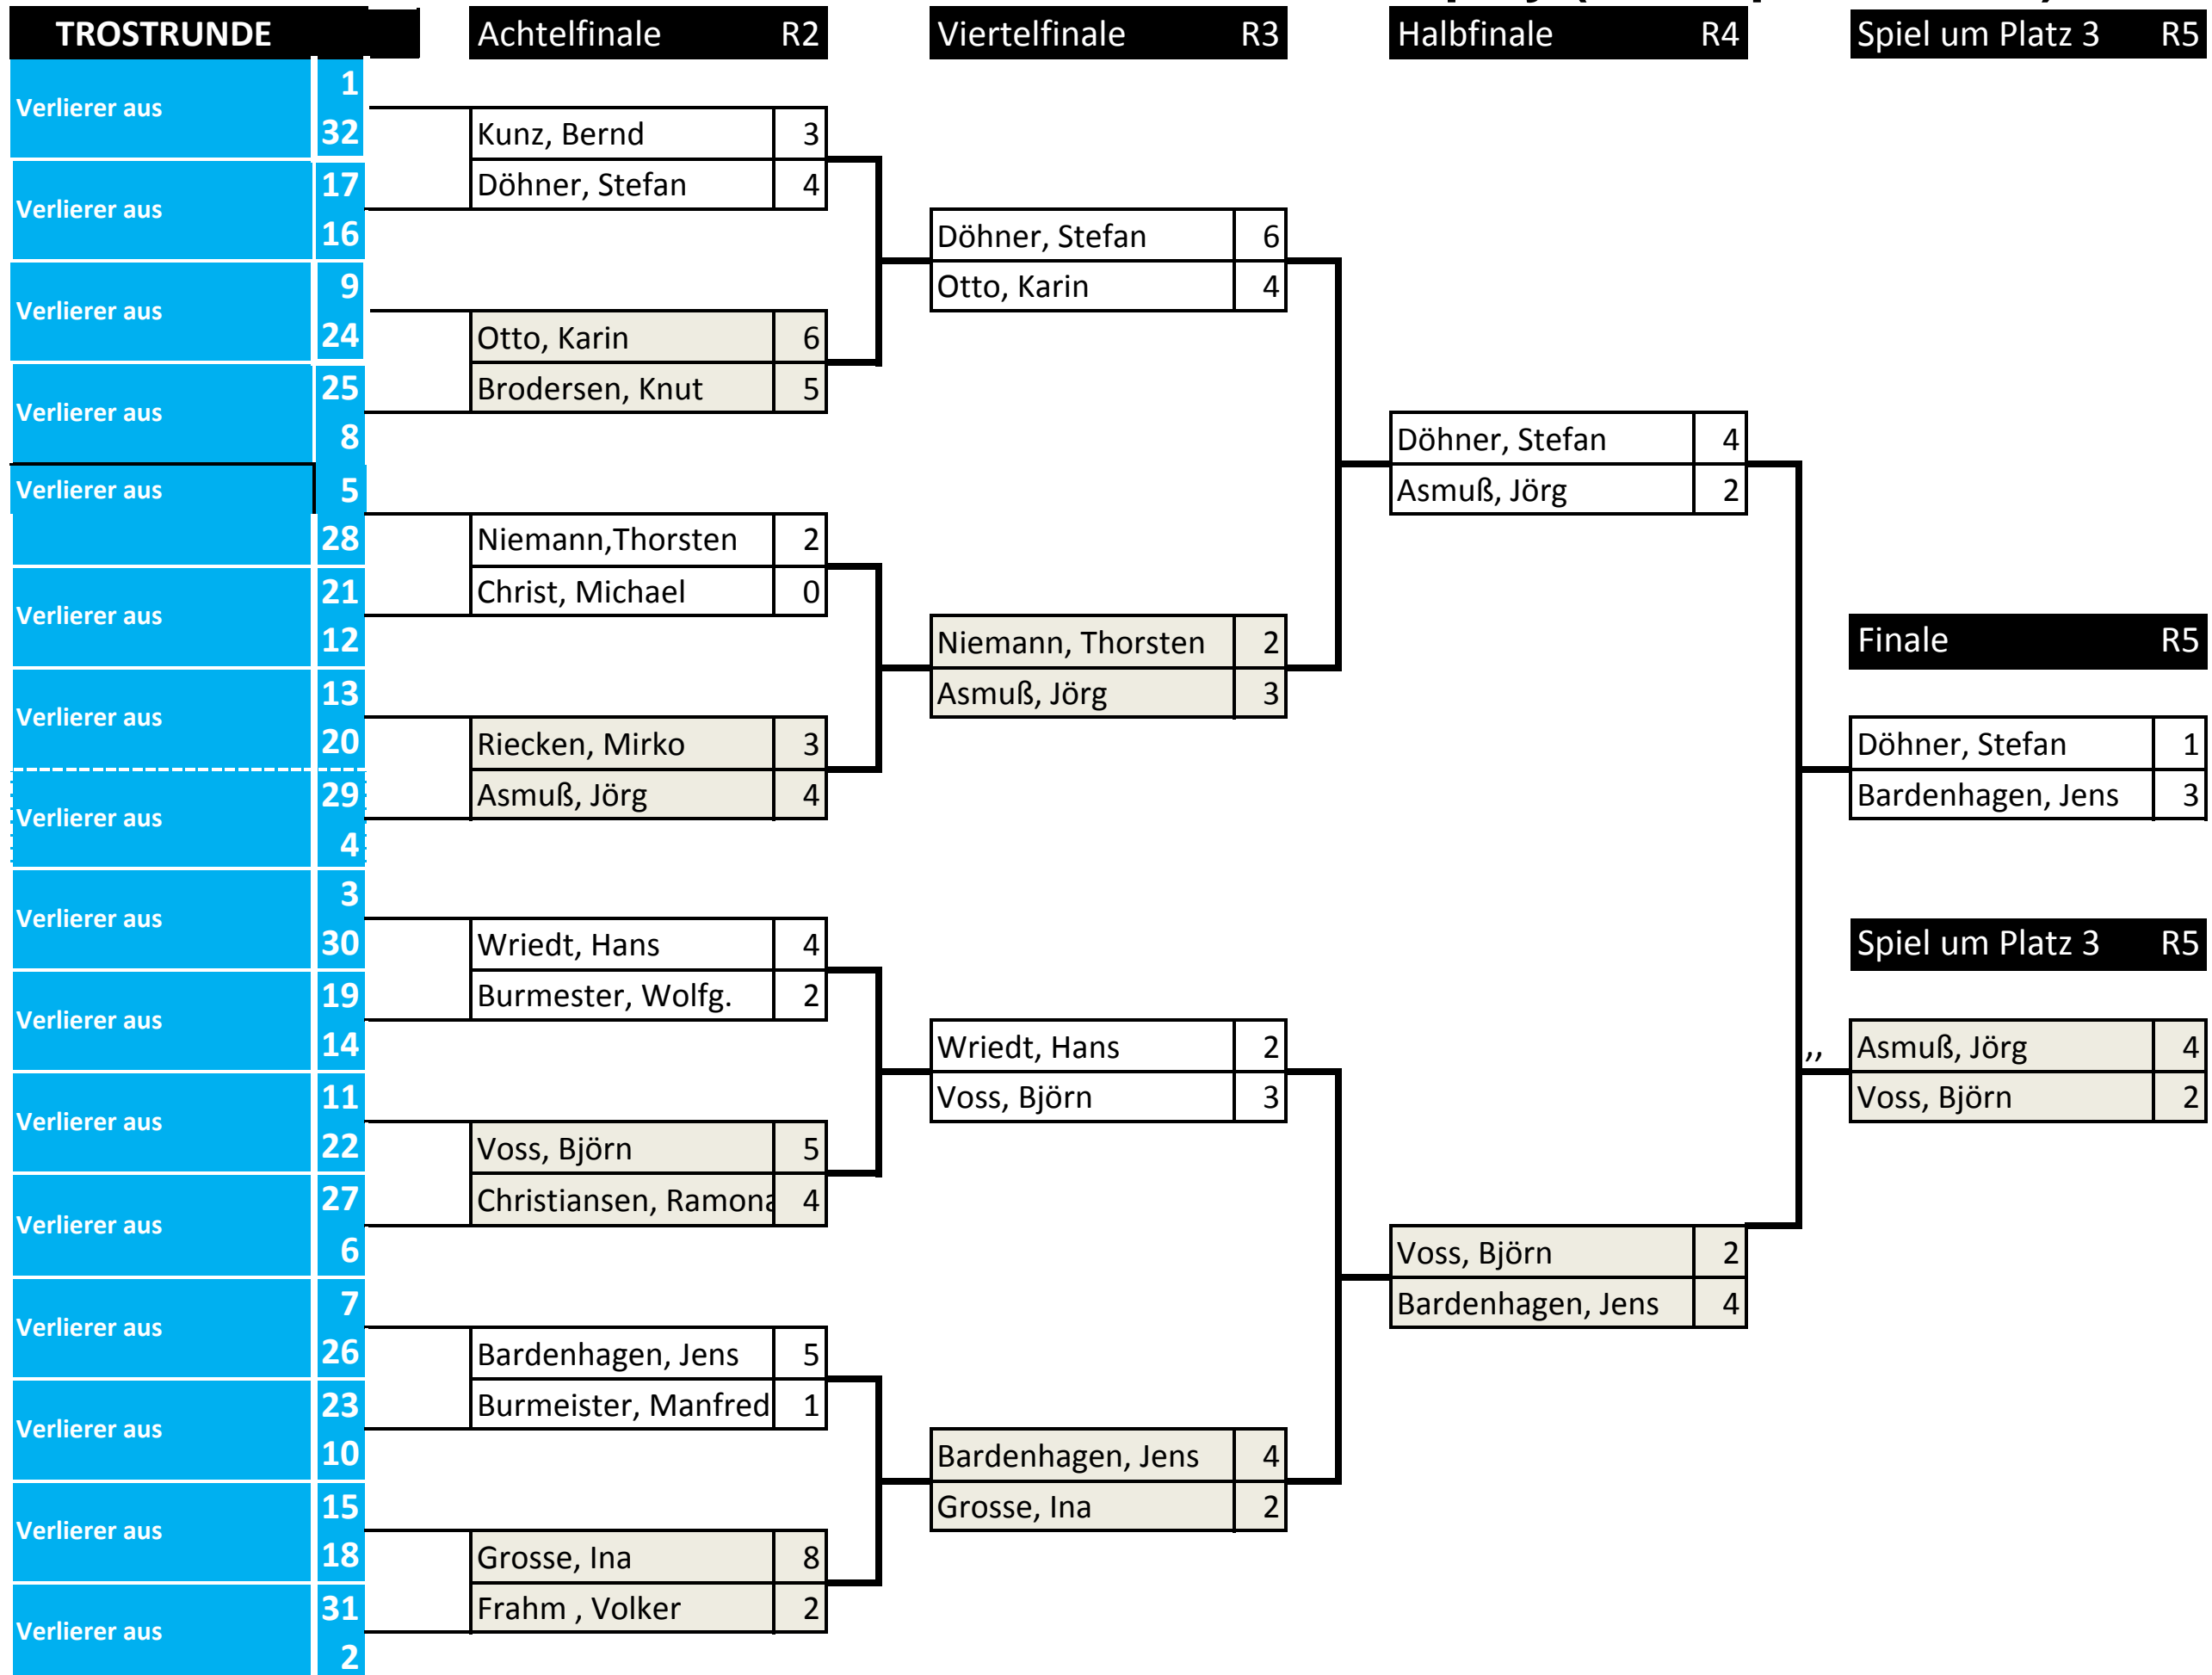 TROSTRUNDE Achtelfinale R2 Viertelfinale R3 Halbfinale R4 Spiel um Platz 3 R5
Verlierer aus 1
32 Kunz, Bernd 3
Verlierer aus 17 Döhner, Stefan 4
16 Döhner, Stefan 6
Verlierer aus 9 Otto, Karin 4
24 Otto, Karin 6
Verlierer aus 25 Brodersen, Knut 5
8 Döhner, Stefan 4
Verlierer aus 5 Asmuß, Jörg 2
28 Niemann,Thorsten 2
Verlierer aus 21 Christ, Michael 0
12 Niemann, Thorsten 2 Finale R5
Verlierer aus 13 Asmuß, Jörg 3
20 Riecken, Mirko 3 Döhner, Stefan 1
Verlierer aus 29 Asmuß, Jörg 4 Bardenhagen, Jens 3
4
Verlierer aus 3
30 Wriedt, Hans 4 Spiel um Platz 3 R5
Verlierer aus 19 Burmester, Wolfg. 2
14 Wriedt, Hans 2 ,, Asmuß, Jörg 4
Verlierer aus 11 Voss, Björn 3 Voss, Björn 2
22 Voss, Björn 5
Verlierer aus 27 Christiansen, Ramona 4
6 Voss, Björn 2
Verlierer aus 7 Bardenhagen, Jens 4
26 Bardenhagen, Jens 5
Verlierer aus 23 Burmeister, Manfred 1
10 Bardenhagen, Jens 4
Verlierer aus 15 Grosse, Ina 2
18 Grosse, Ina 8
Verlierer aus 31 Frahm , Volker 2
2